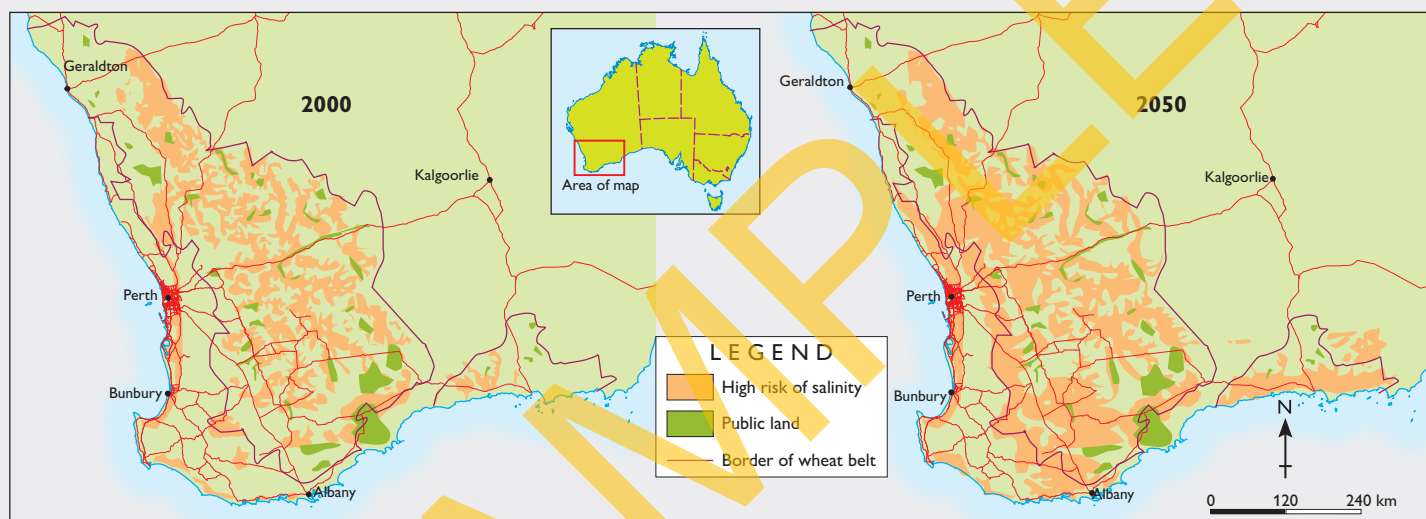 Geraldton
2000
Kalgoorlie
Perth
Bunbury
Albany
Area of map
LEGEND
High risk of salinity
Public land
Border of wheat belt
Geraldton
2050
Kalgoorlie
Perth
Bunbury
Albany
N
0 120 240 km
MPLE